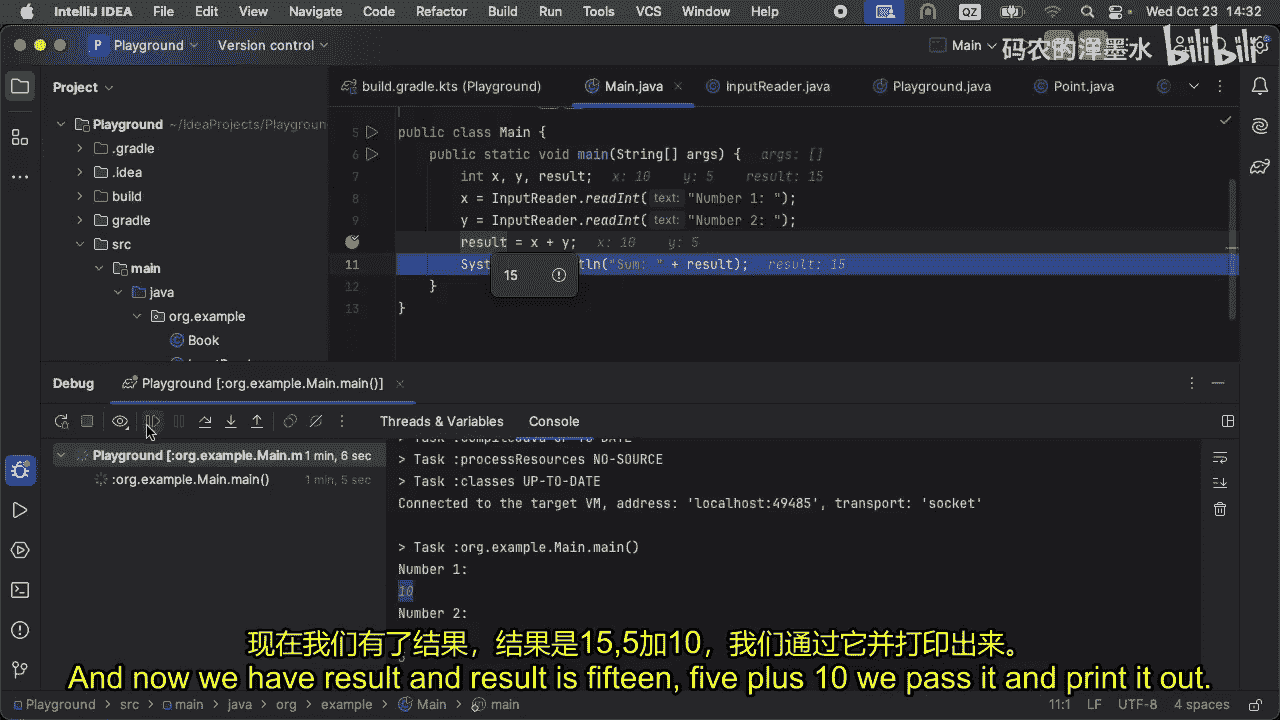 IntelliJ IDEA File Edit View Navigate Code Refactor Build Run Tools VCS Window Help QZ Wed Oct 23 14:32
P Playground Version control Main
码农的浑墨水 bilibili
Project
build.gradle.kts (Playground) Main.java InputReader.java Playground.java Point.java
Playground ~/IdeaProjects/Playground
.gradle
.idea
build
gradle
src
main
java
org.example
Book
5 public class Main {
6 public static void main(String[] args) { args: []
7 int x, y, result; x: 10 y: 5 result: 15
8 x = InputReader.readInt( text: "Number 1: ");
9 y = InputReader.readInt( text: "Number 2: ");
result = x + y; x: 10 y: 5
11 Syst ln("Sum: " + result); result: 15
15
12 }
13 }
Debug Playground [:org.example.Main.main()]
Threads & Variables Console
Playground [:org.example.Main.m 1 min, 6 sec
:org.example.Main.main() 1 min, 5 sec
> Task :compileJava UP-TO-DATE
> Task :processResources NO-SOURCE
> Task :classes UP-TO-DATE
Connected to the target VM, address: 'localhost:49485', transport: 'socket'
> Task :org.example.Main.main()
Number 1:
10
Number 2:
现在我们有了结果，结果是15,5加10，我们通过它并打印出来。
And now we have result and result is fifteen, five plus 10 we pass it and print it out.
Playground src main java org example Main main 11:1 LF UTF-8 4 spaces